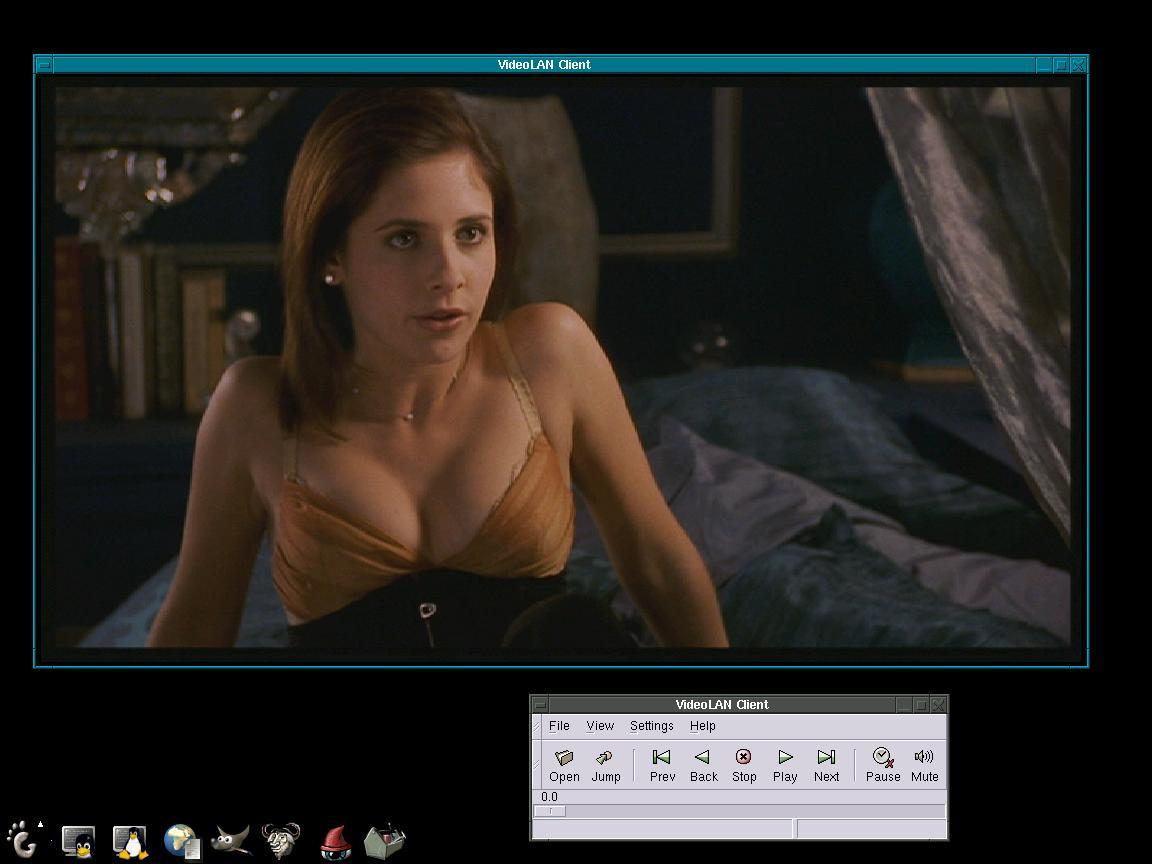 VideoLAN Client
VideoLAN Client
File View Settings Help
Open Jump Prev Back Stop Play Next Pause Mute
0.0